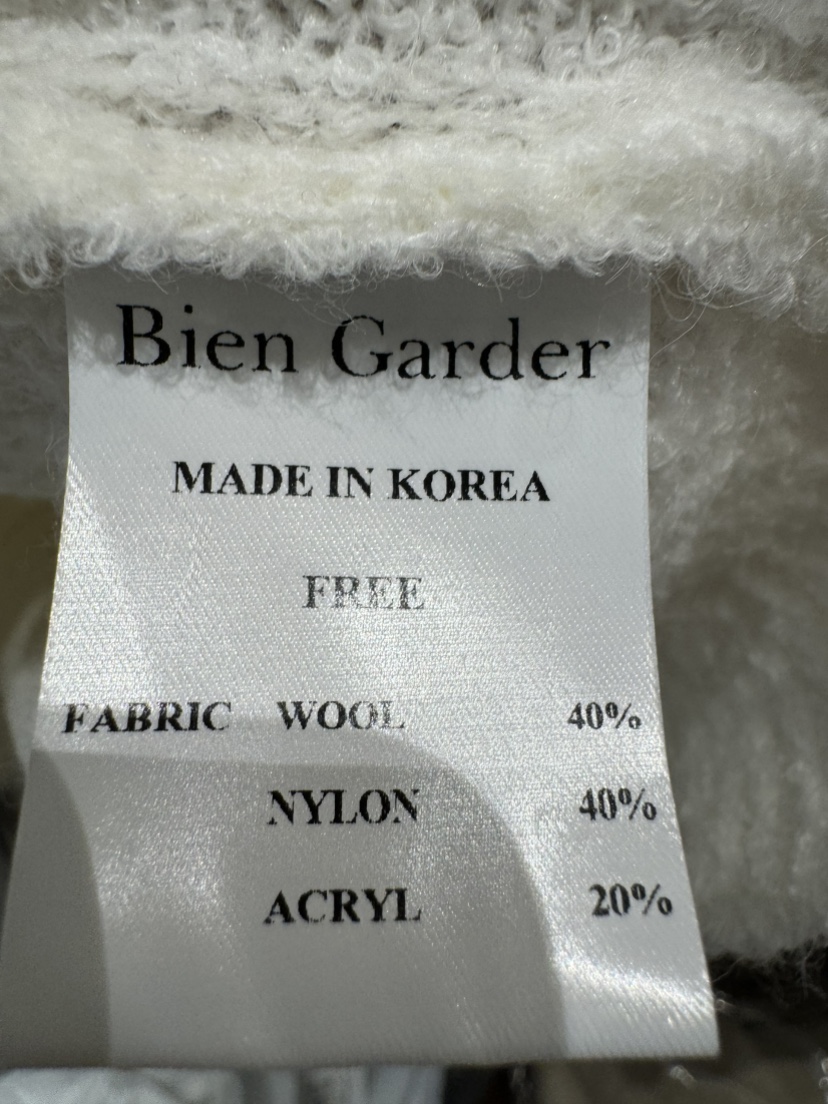 Bien Garder
MADE IN KOREA
FREE
FABRIC WOOL 40%
NYLON 40%
ACRYL 20%